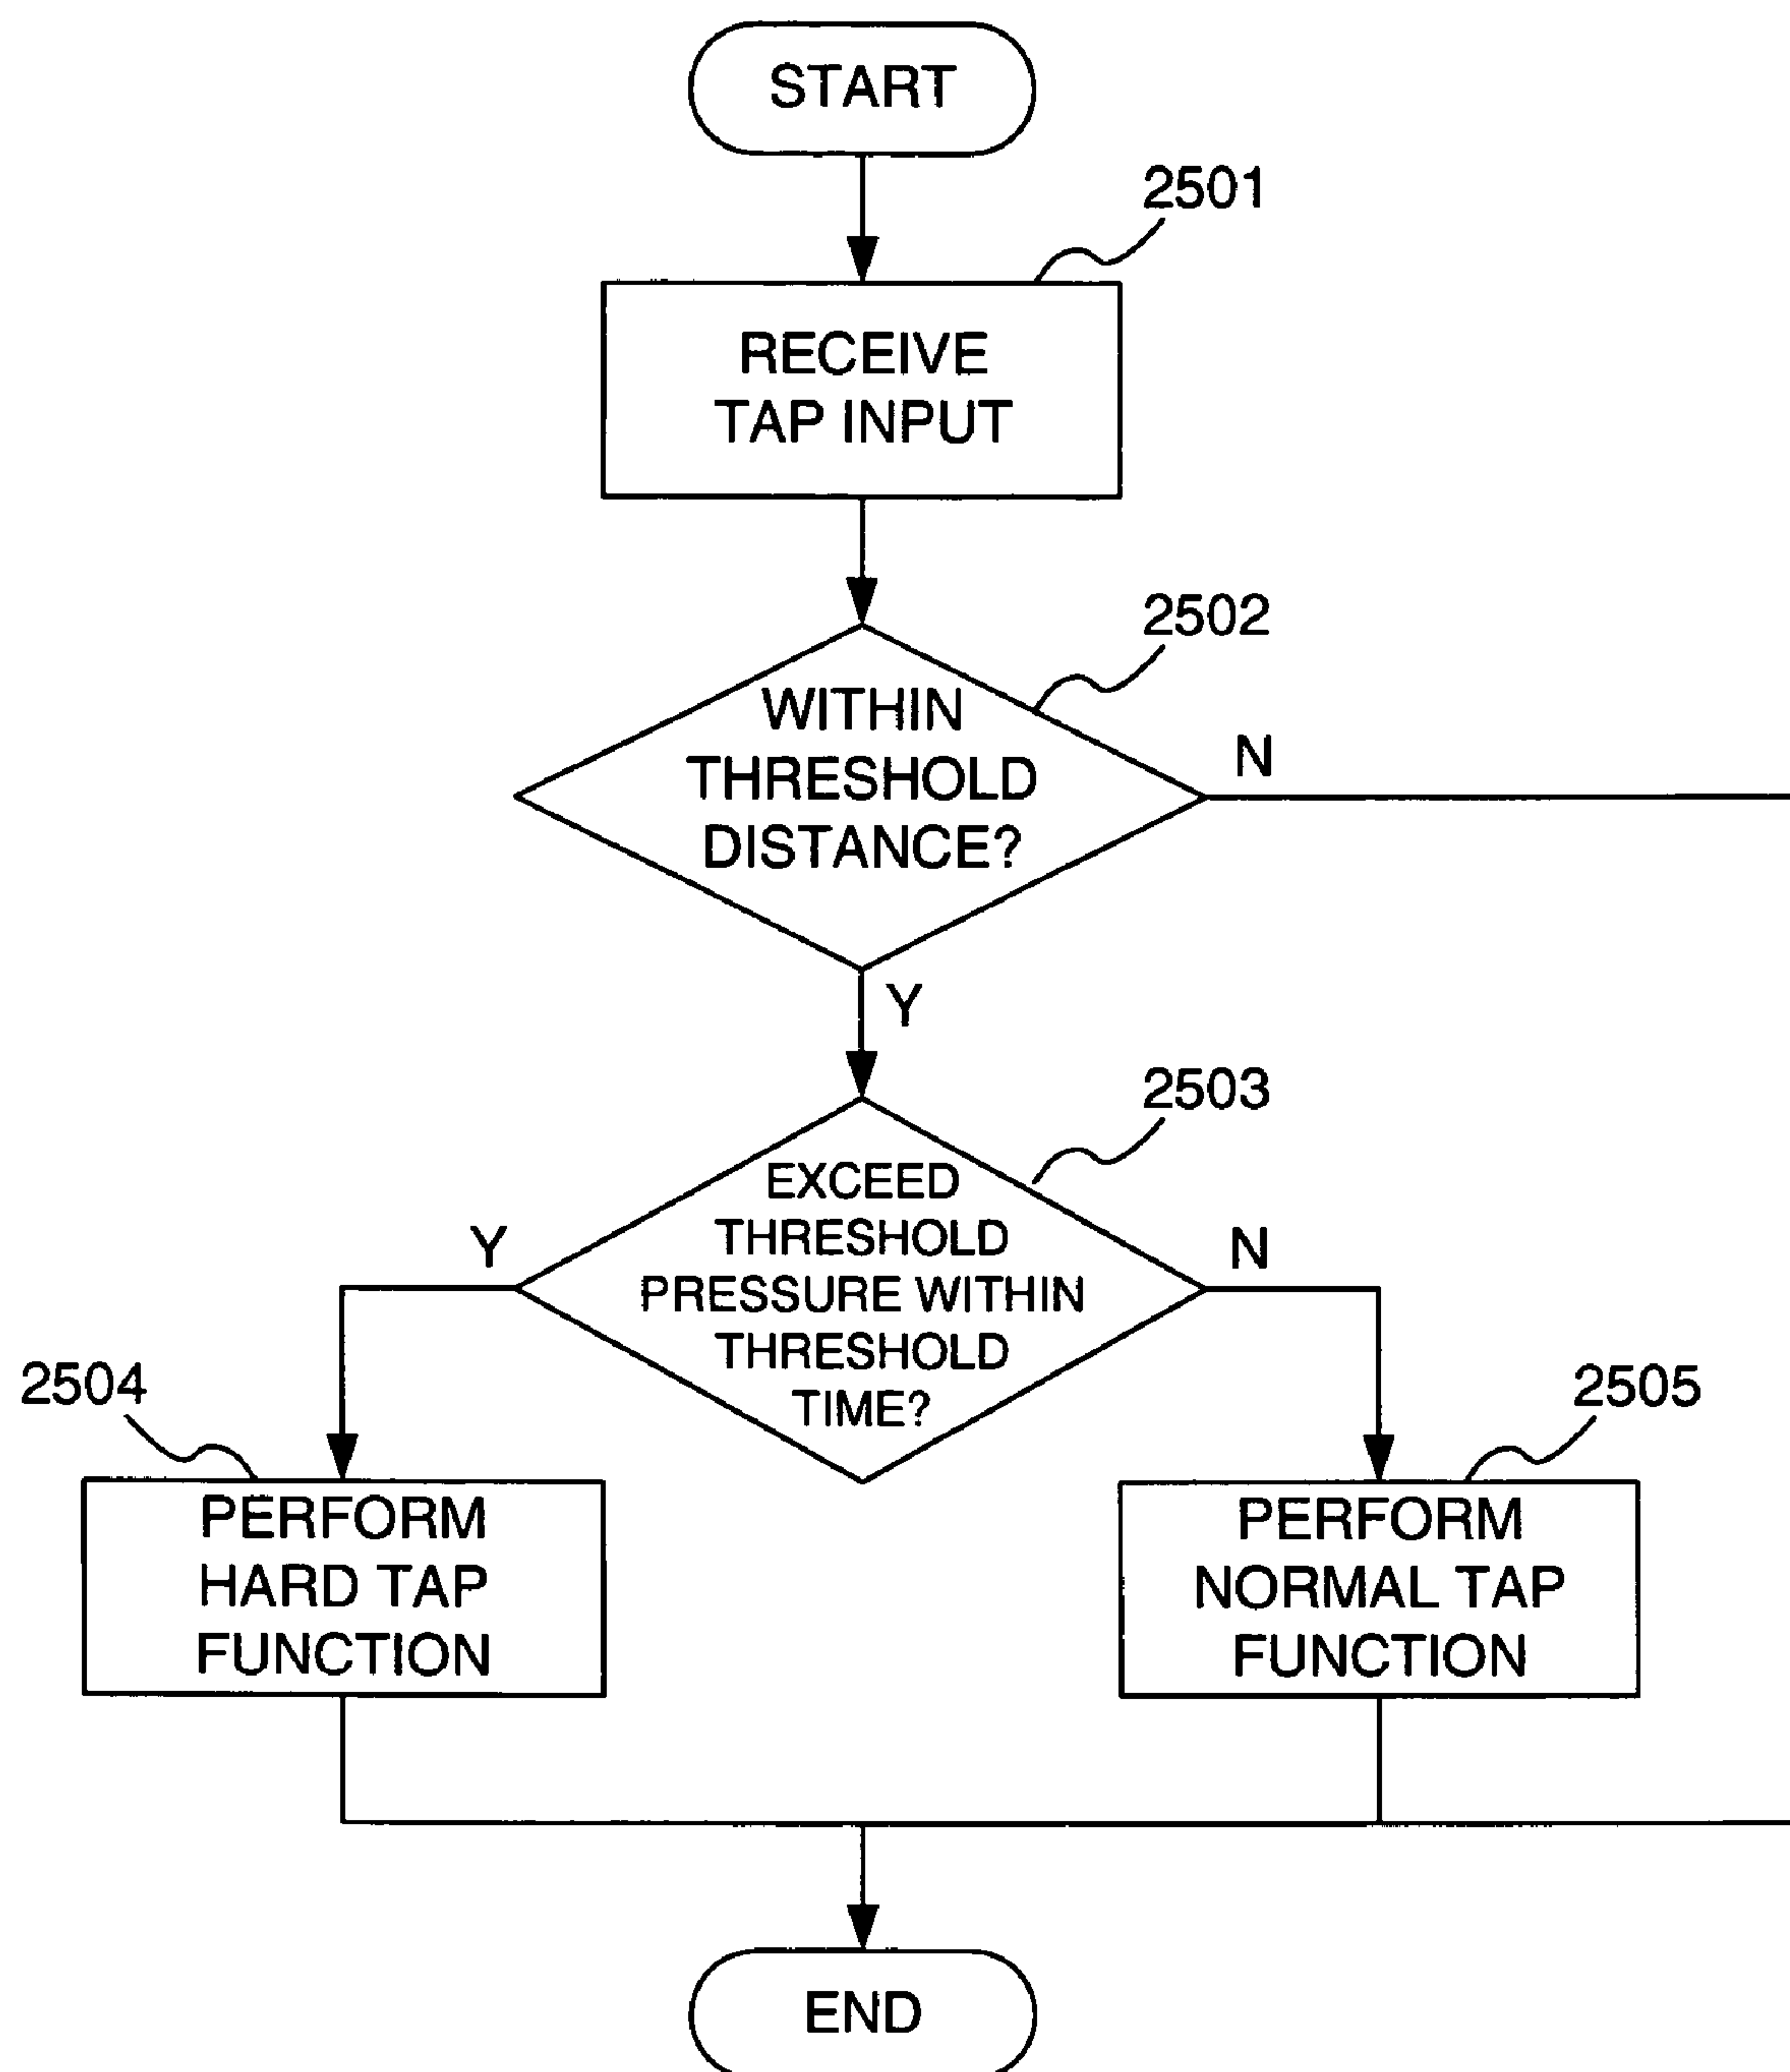 START
2501
RECEIVE
TAP INPUT
2502
WITHIN
THRESHOLD
DISTANCE?
N
Y
2503
EXCEED
THRESHOLD
PRESSURE WITHIN
THRESHOLD
TIME?
Y
N
2504
2505
PERFORM
HARD TAP
FUNCTION
PERFORM
NORMAL TAP
FUNCTION
END